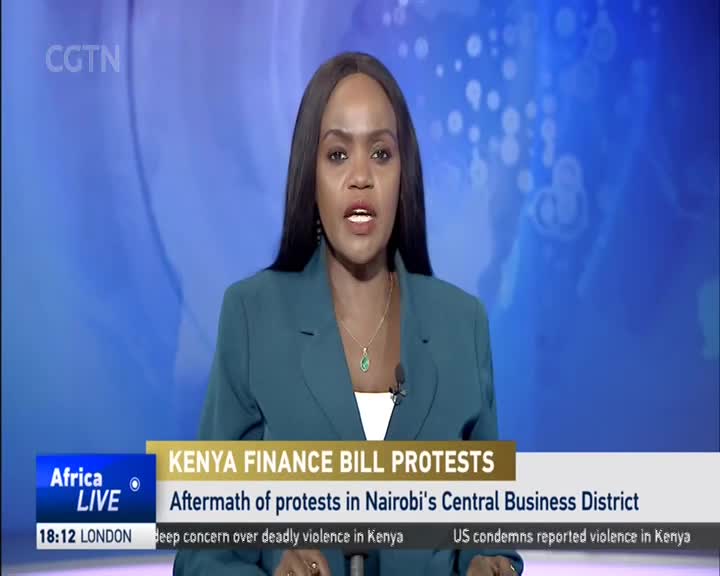 CGTN
KENYA FINANCE BILL PROTESTS
Africa
LIVE
Aftermath of protests in Nairobi's Central Business District
18:12 LONDON
deep concern over deadly violence in Kenya US condemns reported violence in Kenya